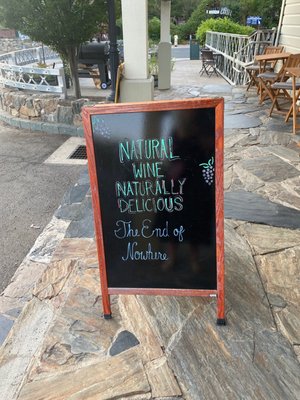 NATURAL
WINE
NATURALLY
DELICIOUS
The End of
Nowhere